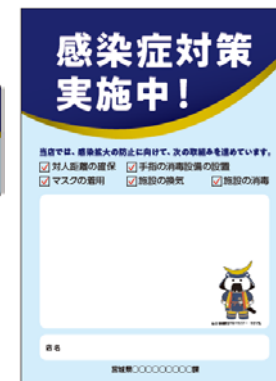 感染症対策
実施中！
当店では、感染拡大の防止に向けて、次の取組みを進めています。
対人距離の確保 手指の消毒設備の設置
マスクの着用 施設の換気 施設の消毒
店名
宮城県○○○○○○○○○課